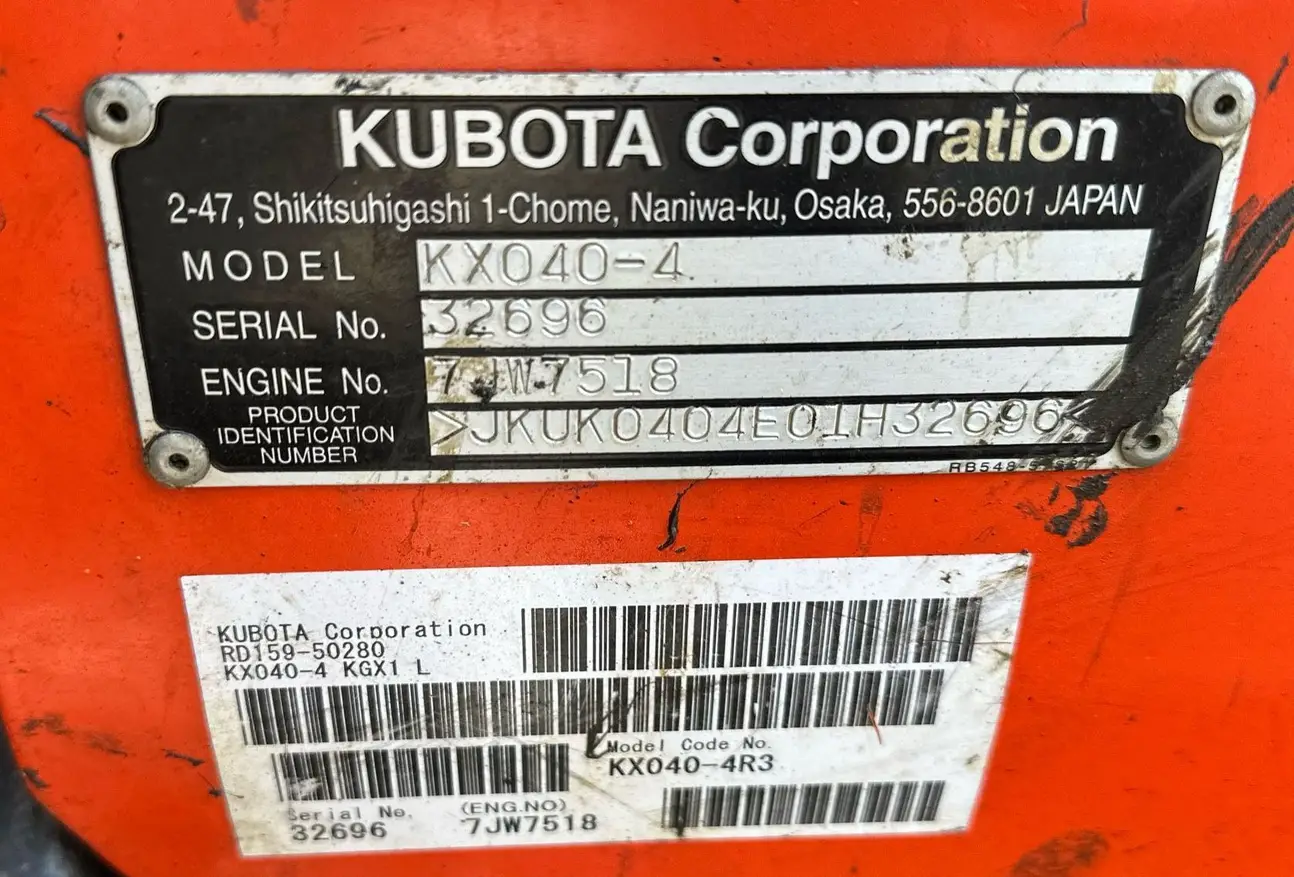 KUBOTA Corporation
2-47, Shikitsuhigashi 1-Chome, Naniwa-ku, Osaka, 556-8601 JAPAN
MODEL KX040-4
SERIAL No. 32696
ENGINE No. 7JW7518
PRODUCT
IDENTIFICATION
NUMBER
>JKUK0404E01H32696<
KUBOTA Corporation
RD159-50280
KX040-4 KGX1 L
Model Code No.
KX040-4R3
Serial No. (ENG.NO)
32696 7JW7518